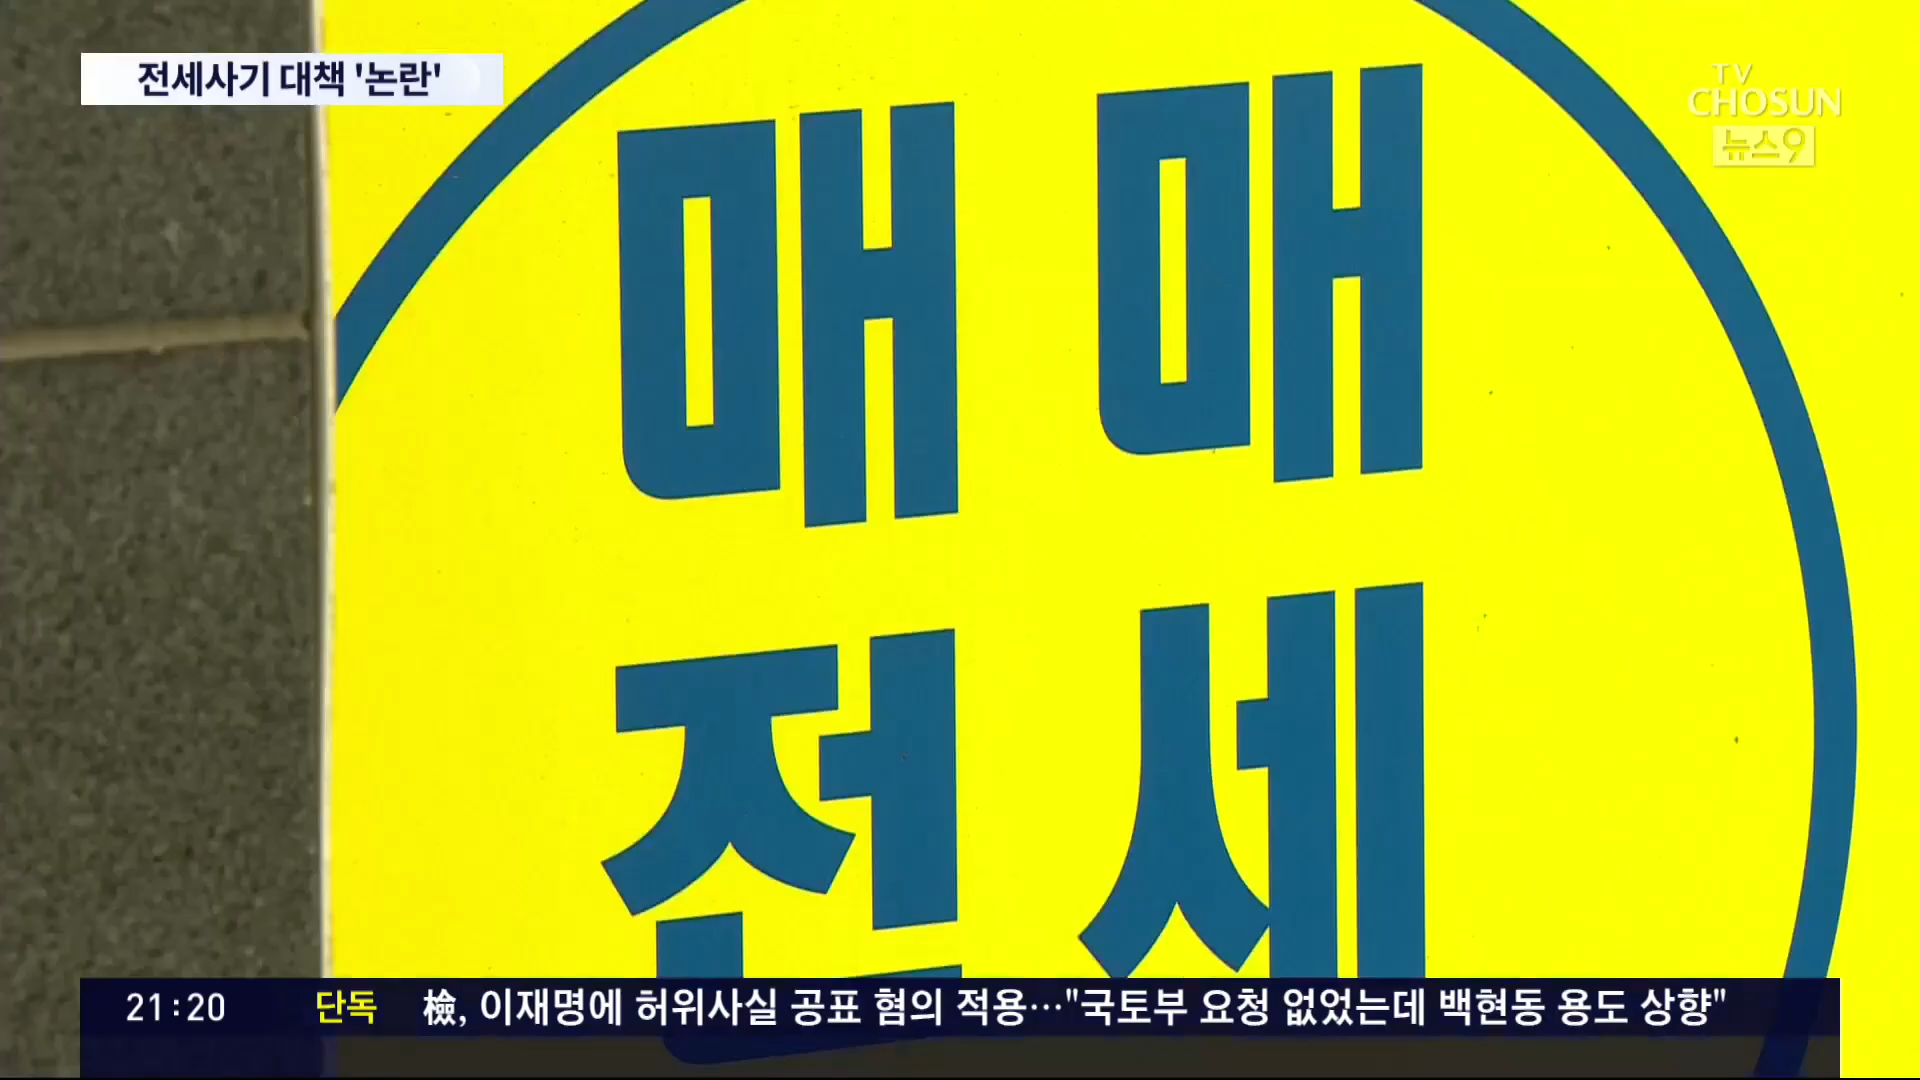 전세사기 대책 '논란'
TV
CHOSUN
뉴스9
매매
전세
21:20 단독 檢, 이재명에 허위사실 공표 혐의 적용…"국토부 요청 없었는데 백현동 용도 상향"